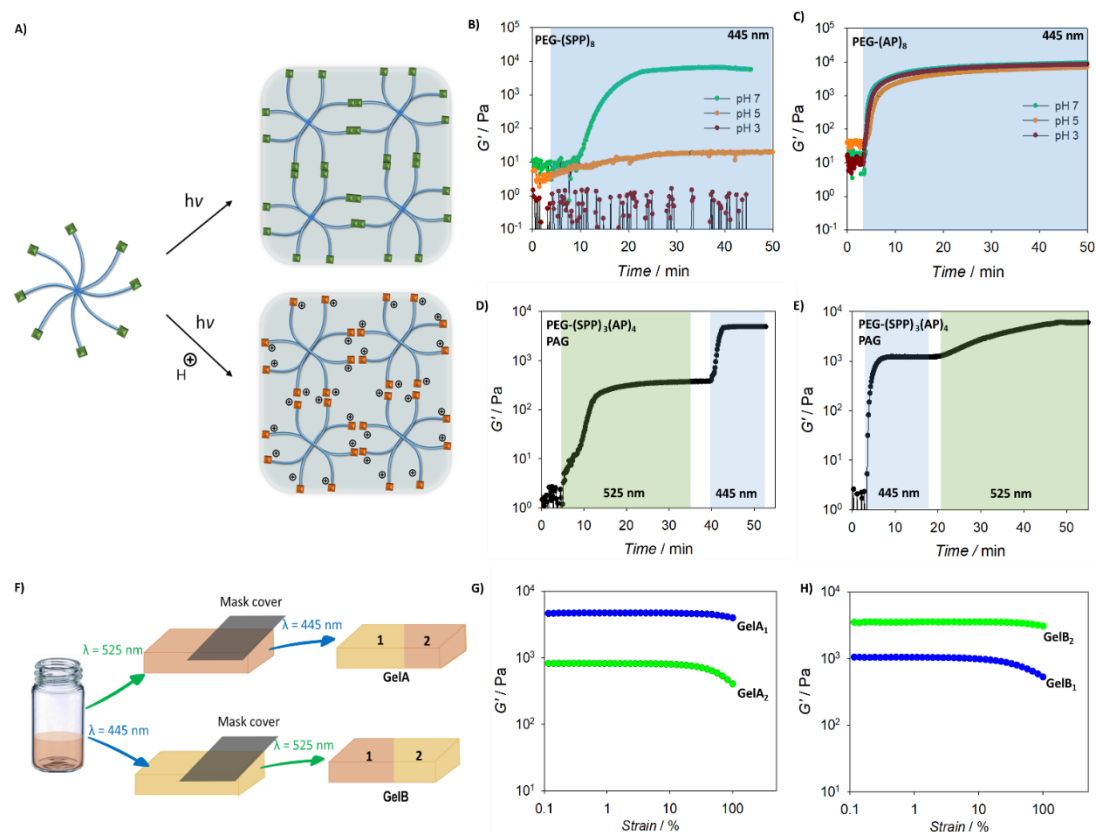 A)
hν
hν
H
+
B)
PEG-(SPP)8
445 nm
G′ / Pa
10⁵
10⁴
10³
10²
10¹
10⁰
10⁻¹
pH 7
pH 5
pH 3
0 10 20 30 40 50
Time / min
C)
PEG-(AP)8
445 nm
G′ / Pa
10⁵
10⁴
10³
10²
10¹
10⁰
10⁻¹
pH 7
pH 5
pH 3
0 10 20 30 40 50
Time / min
D)
PEG-(SPP)3(AP)4
PAG
G′ / Pa
10⁴
10³
10²
10¹
10⁰
525 nm
445 nm
0 10 20 30 40 50 60
Time / min
E)
PEG-(SPP)3(AP)4
PAG
G′ / Pa
10⁴
10³
10²
10¹
10⁰
445 nm
525 nm
0 10 20 30 40 50
Time / min
F)
Mask cover
λ = 525 nm
λ = 445 nm
1 2
GelA
Mask cover
λ = 445 nm
λ = 525 nm
1 2
GelB
G)
G′ / Pa
10⁴
10³
10²
10¹
GelA1
GelA2
0.1 1 10 100
Strain / %
H)
G′ / Pa
10⁴
10³
10²
10¹
GelB2
GelB1
0.1 1 10 100
Strain / %